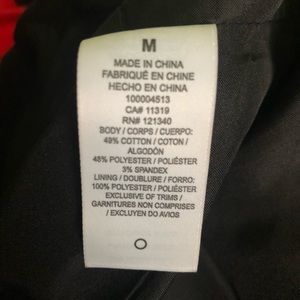 M
MADE IN CHINA
FABRIQUÉ EN CHINE
HECHO EN CHINA
100004513
CA# 11319
RN# 121340
BODY / CORPS / CUERPO:
49% COTTON / COTON /
ALGODÓN
48% POLYESTER / POLIÉSTER
3% SPANDEX
LINING / DOUBLURE / FORRO:
100% POLYESTER / POLIÉSTER
EXCLUSIVE OF TRIMS /
GARNITURES NON COMPRISES
/ EXCLUYEN DO AVIOS